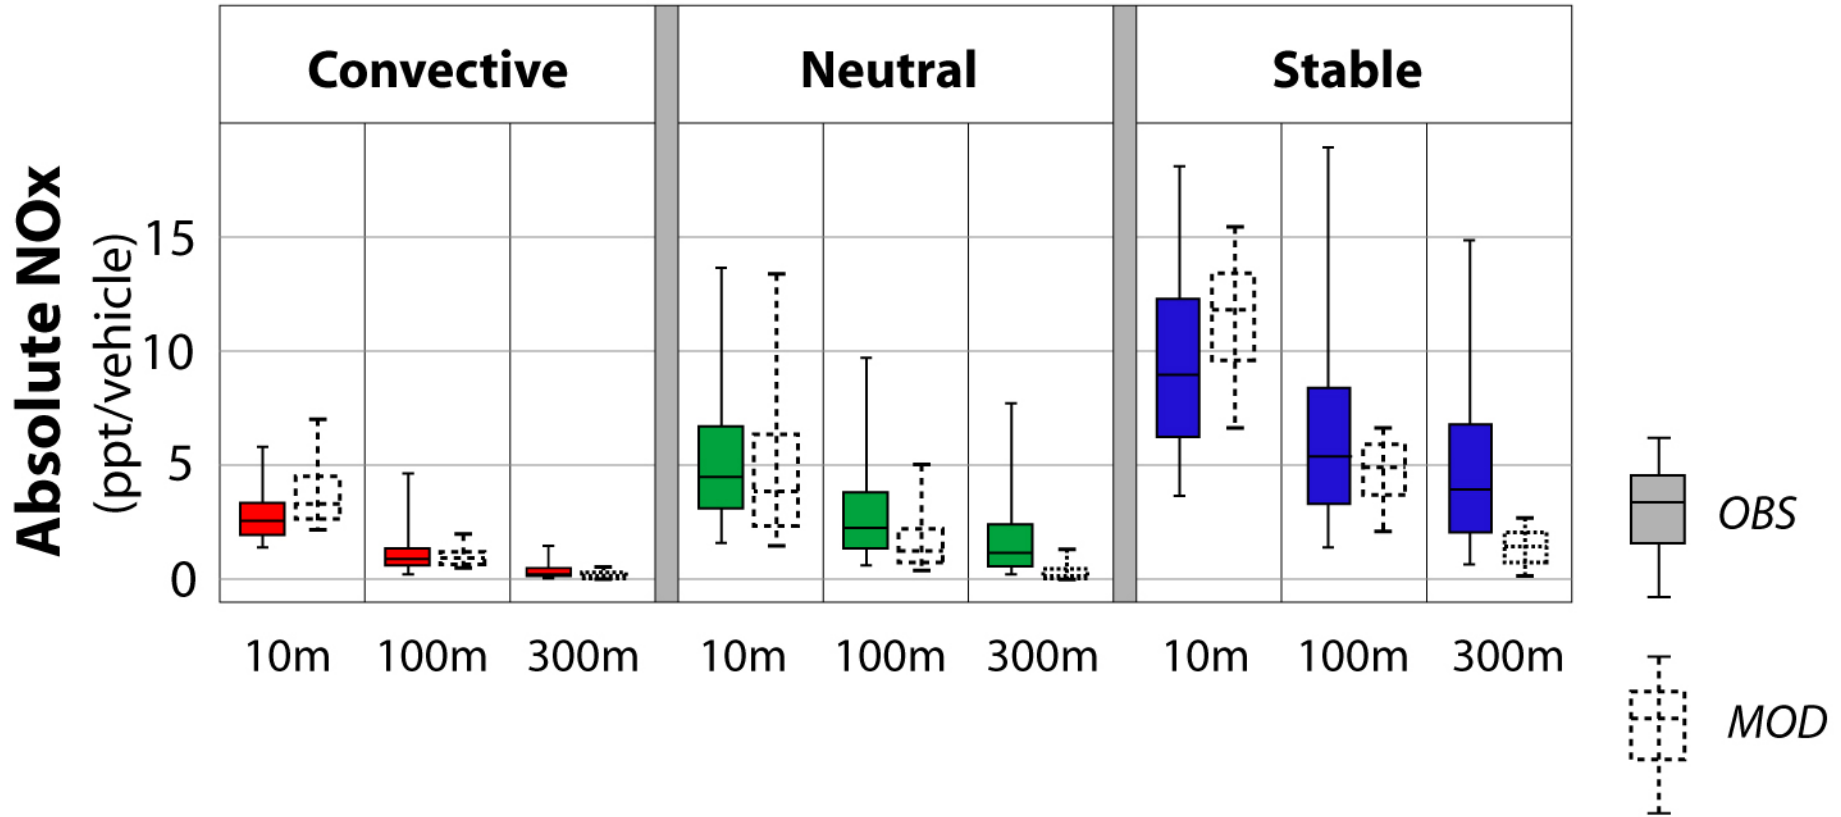 Convective Neutral Stable
Absolute NOx
(ppt/vehicle)
15
10
5
0
10m 100m 300m 10m 100m 300m 10m 100m 300m
OBS
MOD